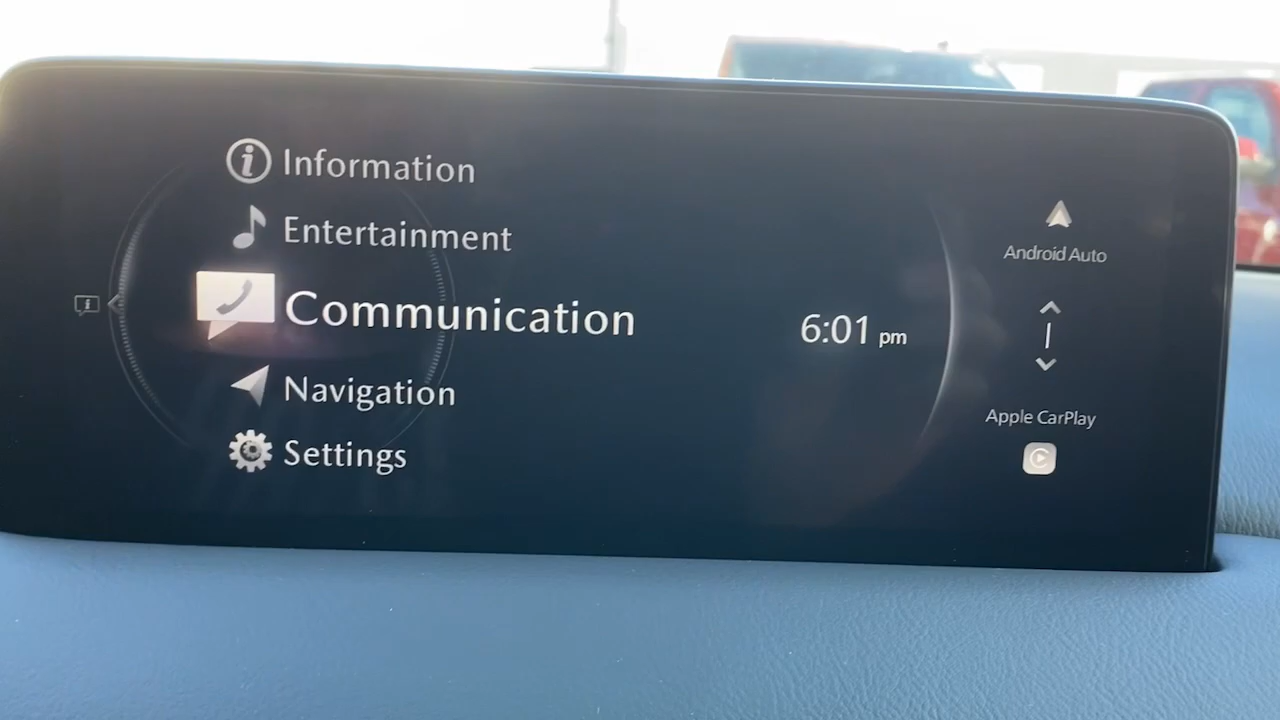 Information
Entertainment
Communication
Navigation
Settings
6:01 pm
Android Auto
Apple CarPlay